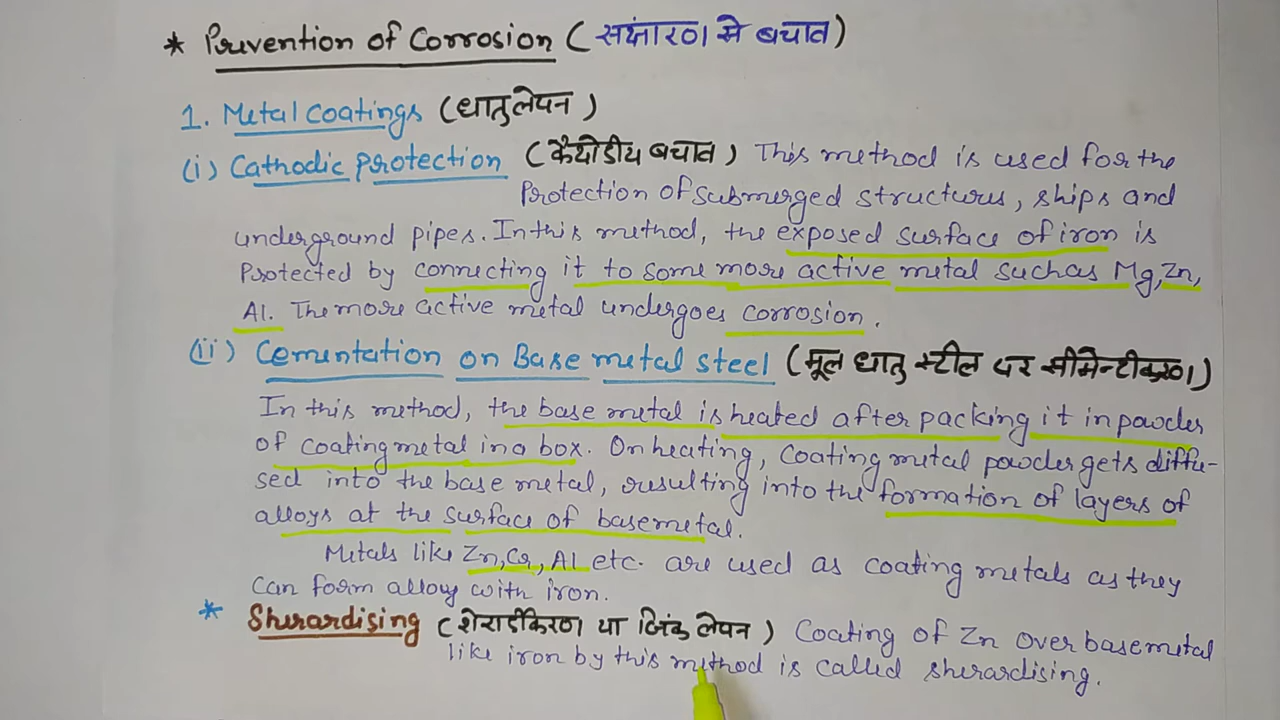 * Prevention of Corrosion (संक्षारण से बचाव)
1. Metal Coatings (धातु लेपन)
(i) Cathodic protection (कैथोडीय बचाव) This method is used for the
Protection of submerged structures, ships and
underground pipes. In this method, the exposed surface of iron is
Protected by connecting it to some more active metal such as Mg, Zn,
Al. The more active metal undergoes corrosion.
(ii) Cementation on Base metal steel (मूल धातु स्टील पर सीमेन्टीकरण)
In this method, the base metal is heated after packing it in powder
of coating metal in a box. On heating, coating metal powder gets diffu-
sed into the base metal, resulting into the formation of layers of
alloys at the surface of base metal.
Metals like Zn, Cr, Al etc. are used as coating metals as they
can form alloy with iron.
* Sherardising (शेरार्डीकरण या जिंक लेपन) Coating of Zn over base metal
like iron by this method is called sherardising.